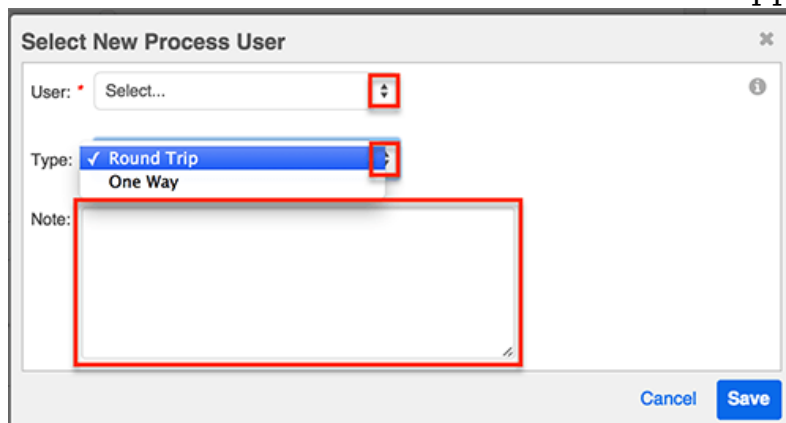 Select New Process User
User: * Select...
Type: ✓ Round Trip
One Way
Note:
Cancel Save